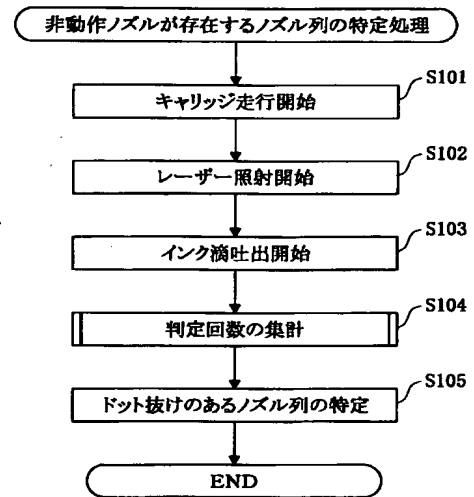 非動作ノズルが存在するノズル列の特定処理
S101
キャリッジ走行開始
S102
レーザー照射開始
S103
インク滴吐出開始
S104
判定回数の集計
S105
ドット抜けのあるノズル列の特定
END